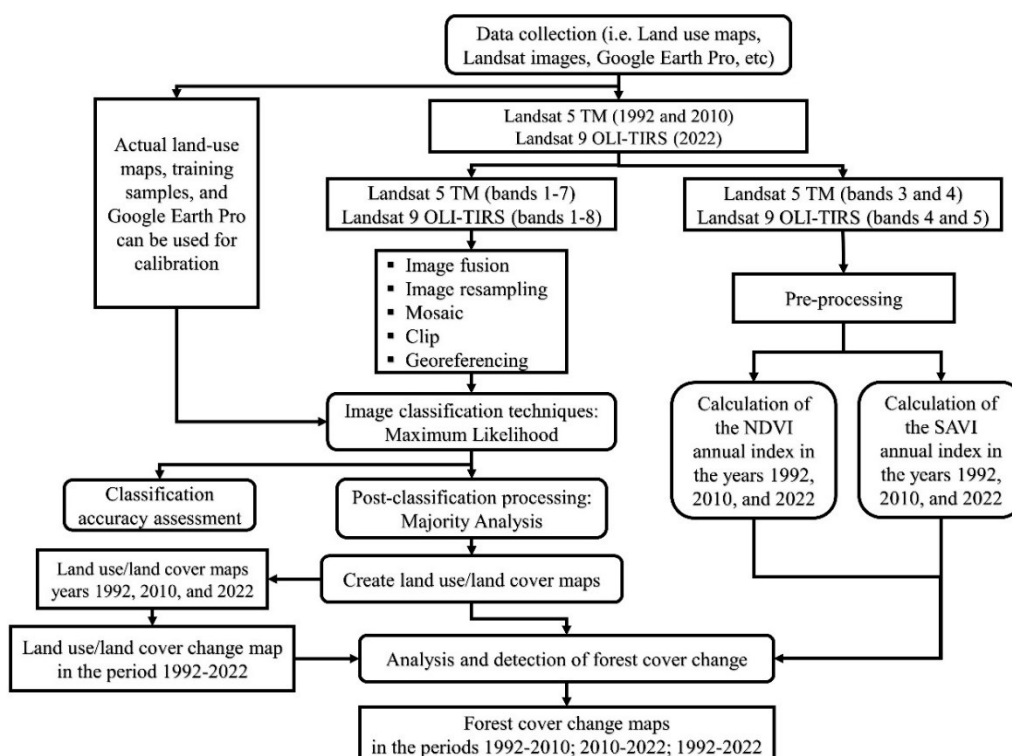 Data collection (i.e. Land use maps,
Landsat images, Google Earth Pro, etc)
Landsat 5 TM (1992 and 2010)
Landsat 9 OLI-TIRS (2022)
Actual land-use
maps, training
samples, and
Google Earth Pro
can be used for
calibration
Landsat 5 TM (bands 1-7)
Landsat 9 OLI-TIRS (bands 1-8)
Landsat 5 TM (bands 3 and 4)
Landsat 9 OLI-TIRS (bands 4 and 5)
▪ Image fusion
▪ Image resampling
▪ Mosaic
▪ Clip
▪ Georeferencing
Pre-processing
Calculation of
the NDVI
annual index in
the years 1992,
2010, and 2022
Calculation of
the SAVI
annual index in
the years 1992,
2010, and 2022
Image classification techniques:
Maximum Likelihood
Classification
accuracy assessment
Post-classification processing:
Majority Analysis
Land use/land cover maps
years 1992, 2010, and 2022
Create land use/land cover maps
Land use/land cover change map
in the period 1992-2022
Analysis and detection of forest cover change
Forest cover change maps
in the periods 1992-2010; 2010-2022; 1992-2022